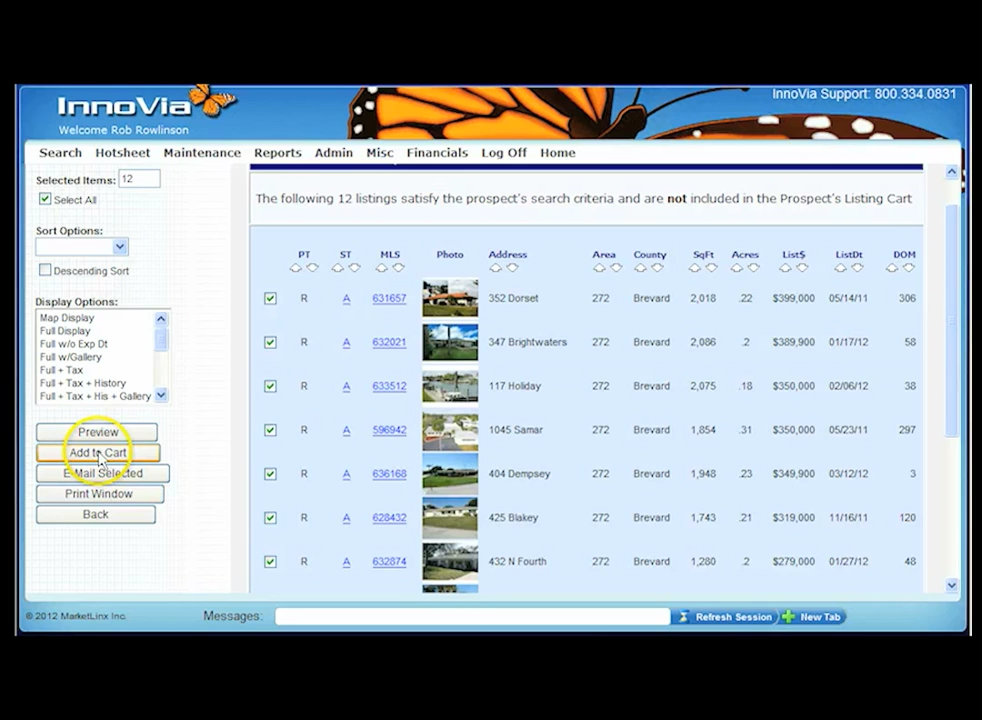 InnoVia
InnoVia Support: 800.334.0831
Welcome Rob Rowlinson
Search Hotsheet Maintenance Reports Admin Misc Financials Log Off Home
Selected Items: 12
Select All
Sort Options:
Descending Sort
Display Options:
Map Display
Full Display
Full w/o Exp Dt
Full w/Gallery
Full + Tax
Full + Tax + History
Full + Tax + His + Gallery
Preview
Add to Cart
E-Mail Selected
Print Window
Back
The following 12 listings satisfy the prospect's search criteria and are not included in the Prospect's Listing Cart
PT ST MLS Photo Address Area County SqFt Acres List$ ListDt DOM
R A 631657 352 Dorset 272 Brevard 2,018 .22 $399,000 05/14/11 306
R A 632021 347 Brightwaters 272 Brevard 2,086 .2 $389,900 01/17/12 58
R A 633512 117 Holiday 272 Brevard 2,075 .18 $350,000 02/06/12 38
R A 596942 1045 Samar 272 Brevard 1,854 .31 $350,000 05/23/11 297
R A 636168 404 Dempsey 272 Brevard 1,948 .23 $349,900 03/12/12 3
R A 628432 425 Blakey 272 Brevard 1,743 .21 $319,000 11/16/11 120
R A 632874 432 N Fourth 272 Brevard 1,280 .2 $279,000 01/27/12 48
© 2012 MarketLinx Inc. Messages: Refresh Session New Tab